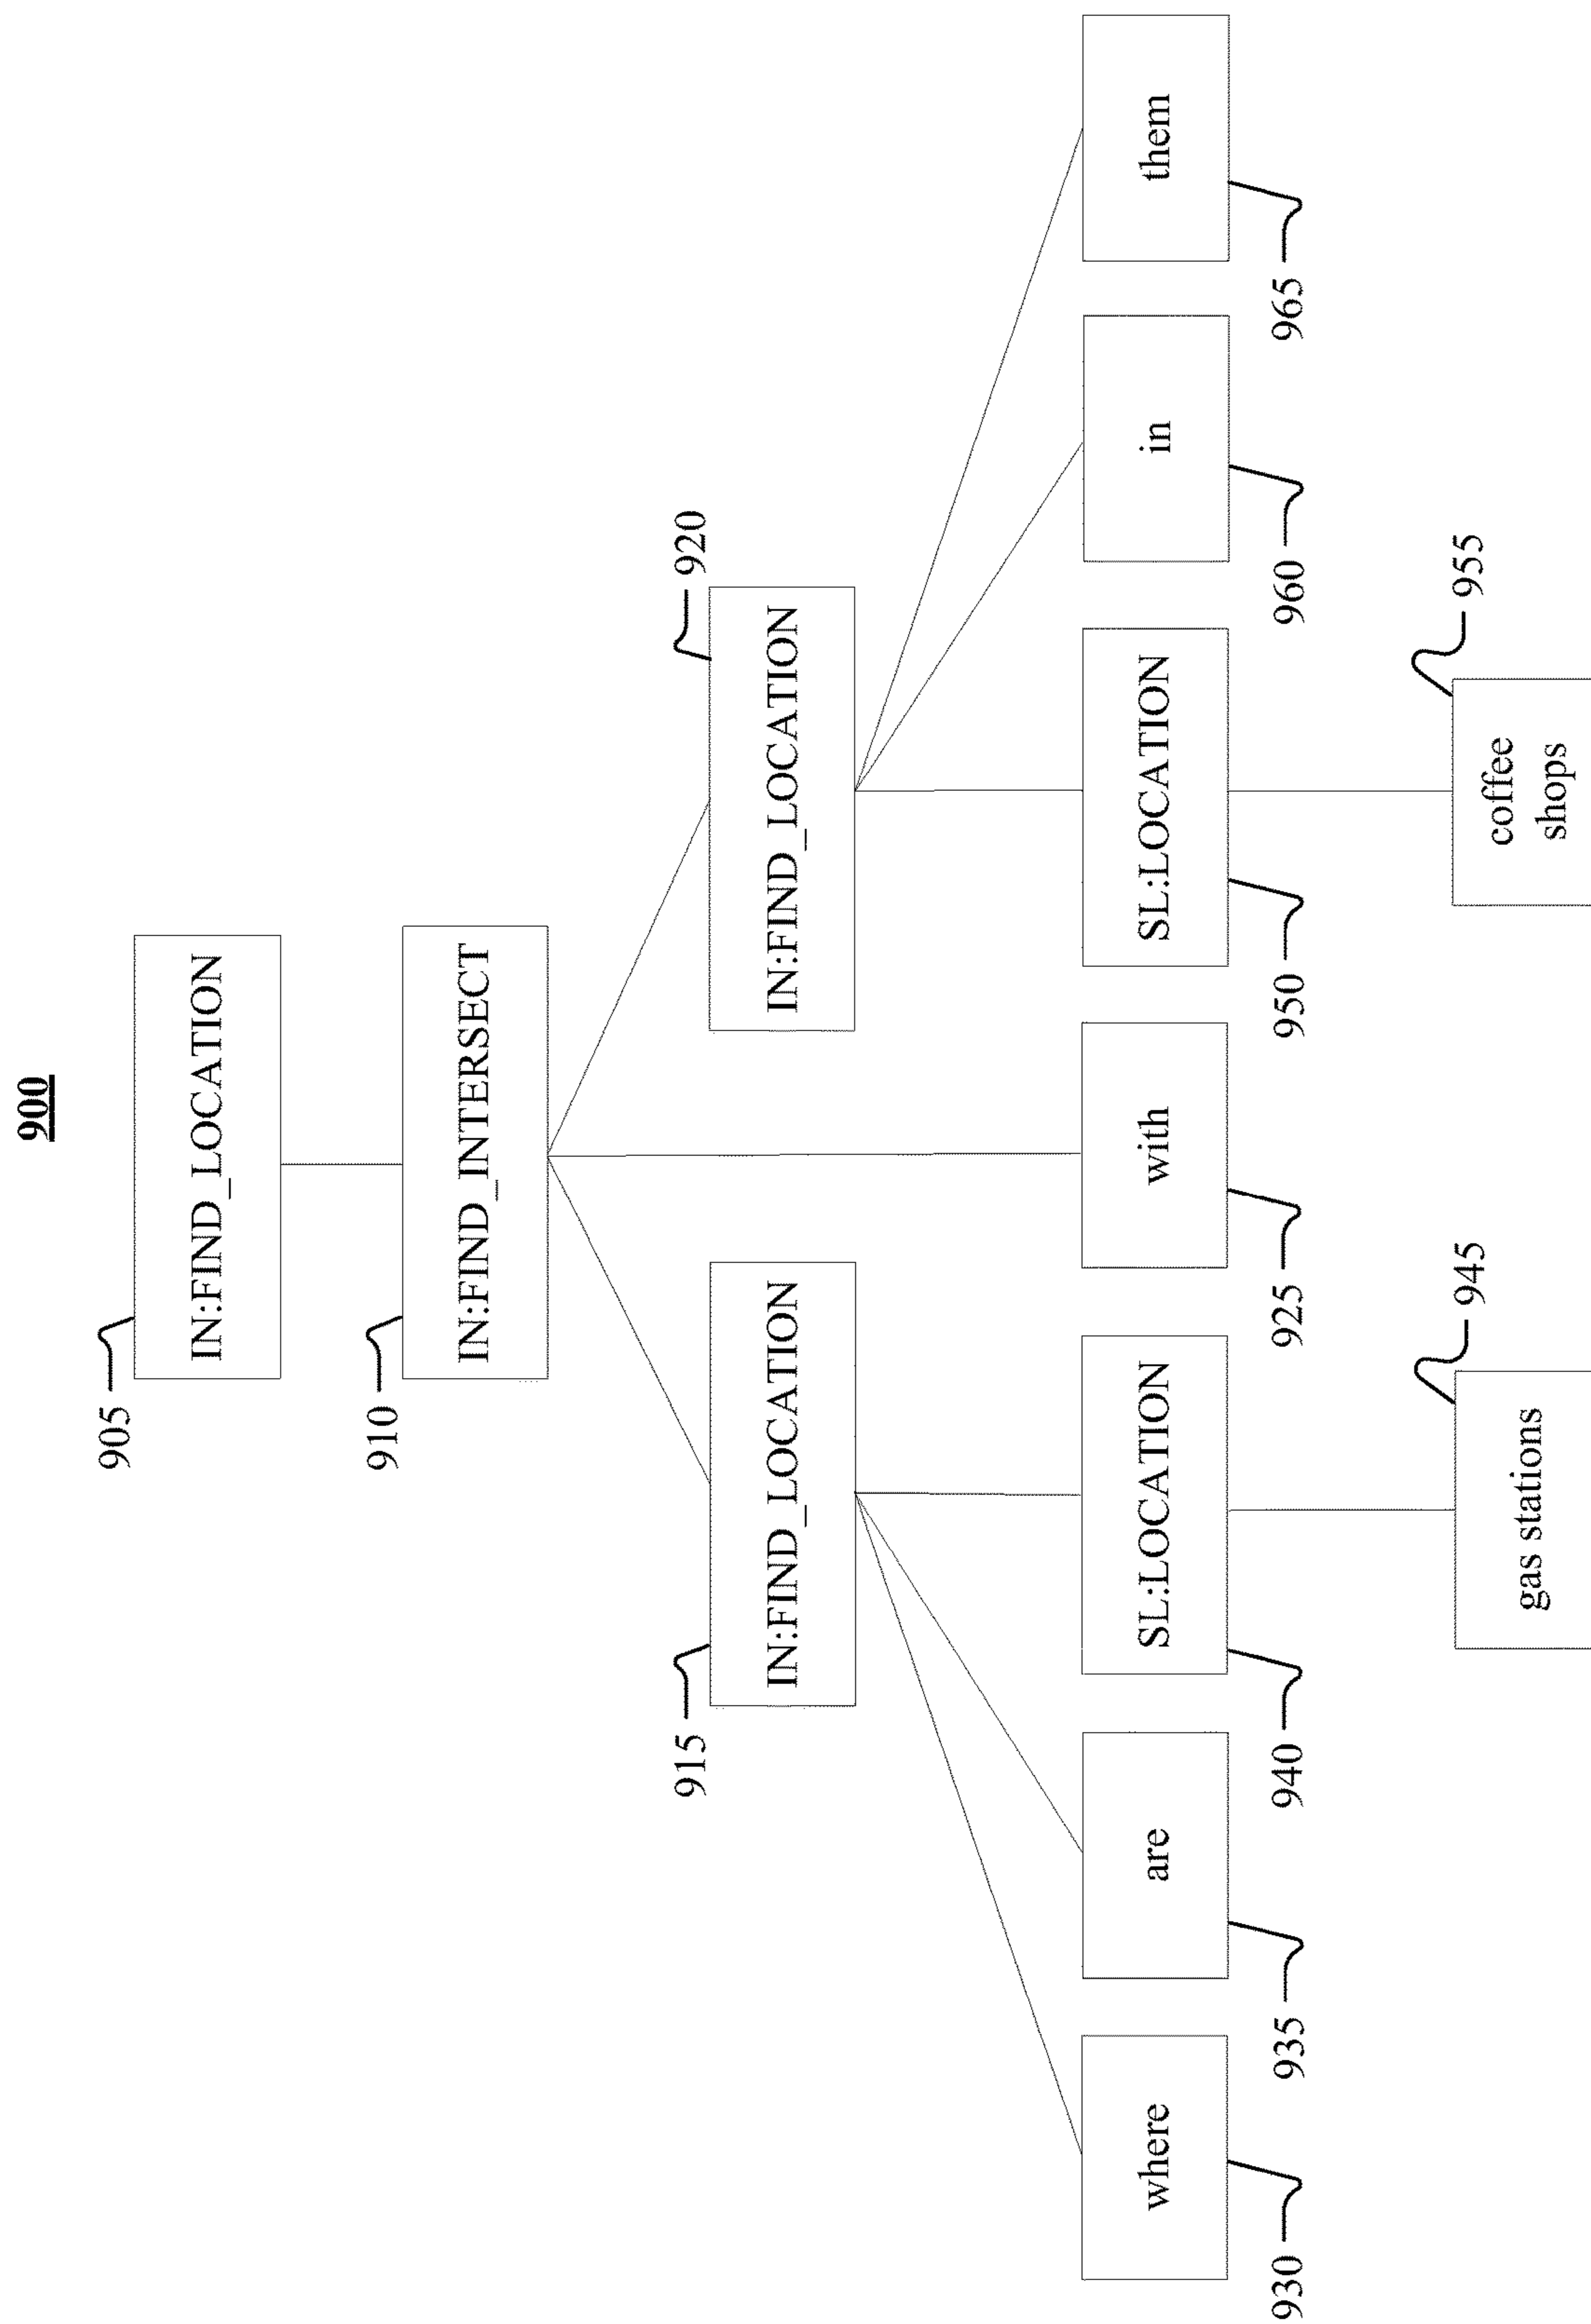 900
905
IN:FIND_LOCATION
910
IN:FIND_INTERSECT
915
IN:FIND_LOCATION
920
IN:FIND_LOCATION
where
are
SL:LOCATION
with
SL:LOCATION
in
them
930
935
940
925
950
960
965
gas stations
945
coffee
shops
955